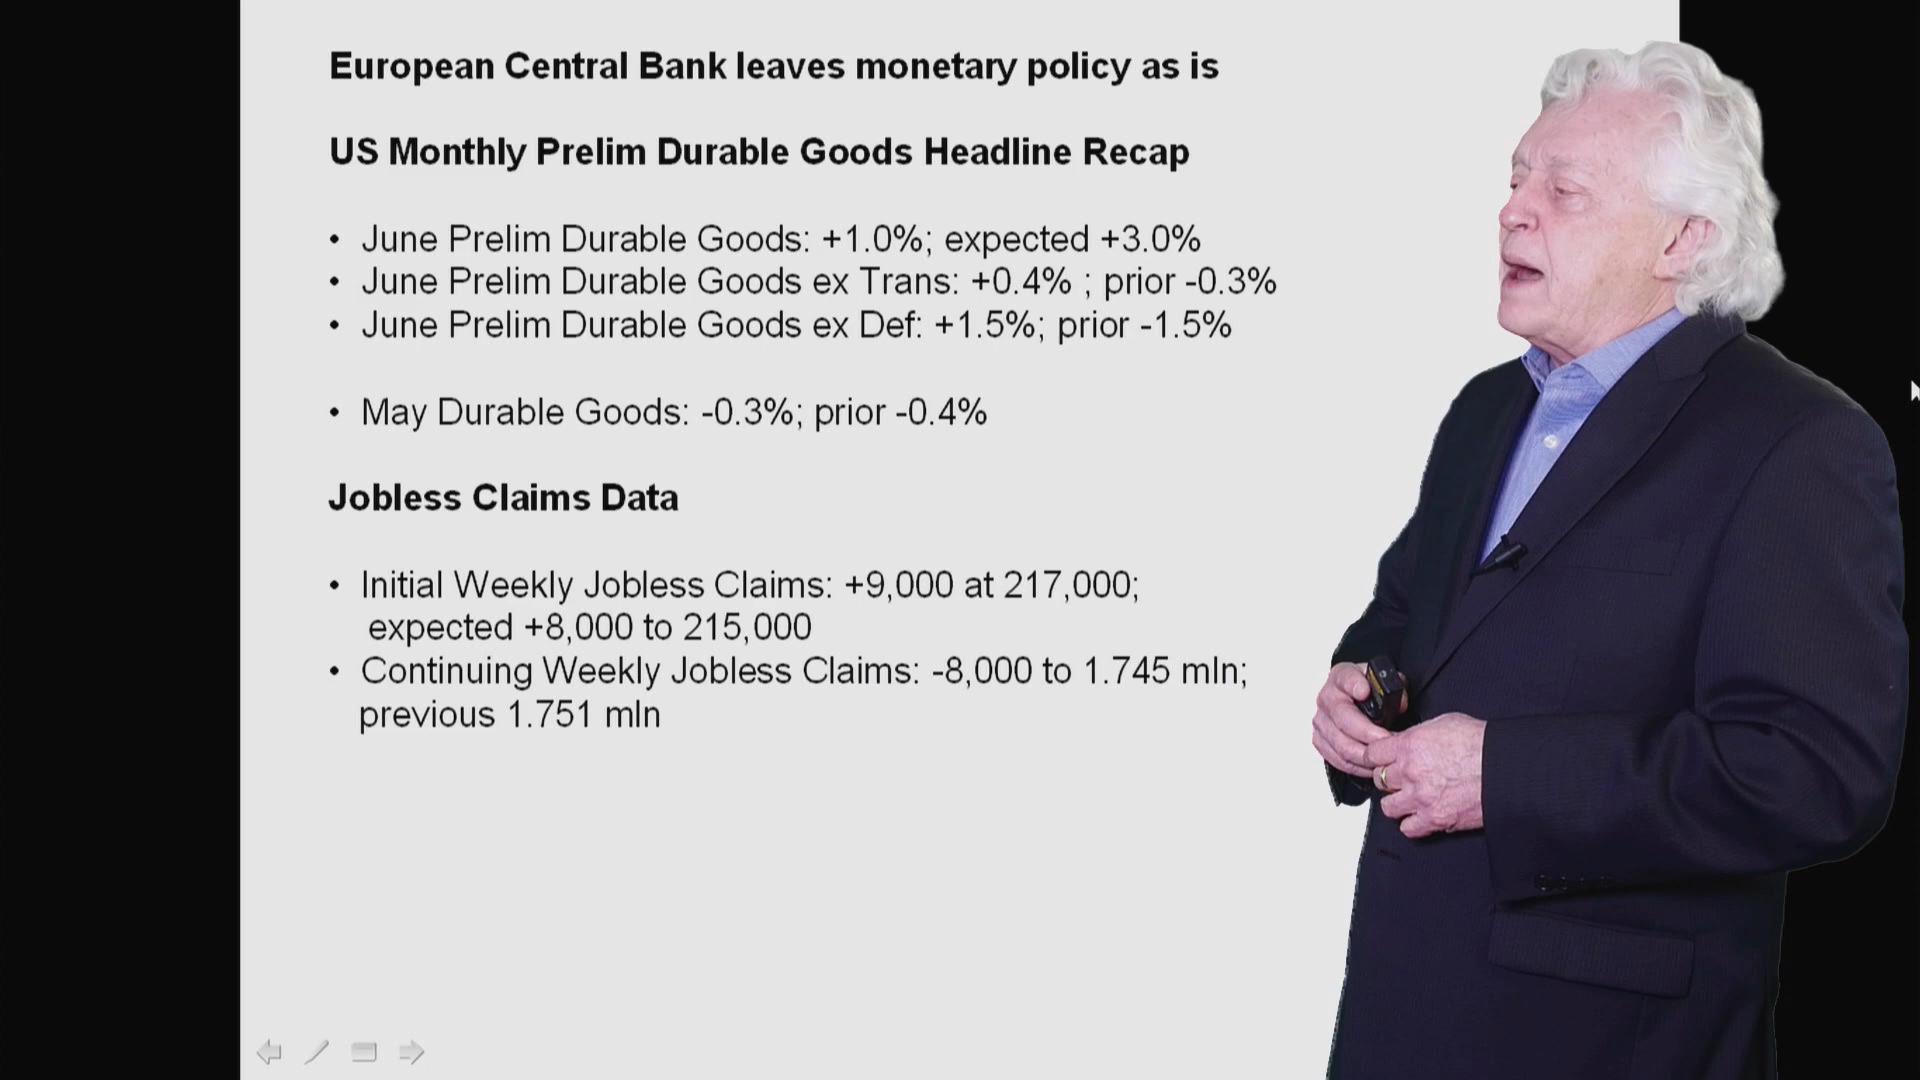 European Central Bank leaves monetary policy as is
US Monthly Prelim Durable Goods Headline Recap
• June Prelim Durable Goods: +1.0%; expected +3.0%
• June Prelim Durable Goods ex Trans: +0.4% ; prior -0.3%
• June Prelim Durable Goods ex Def: +1.5%; prior -1.5%
• May Durable Goods: -0.3%; prior -0.4%
Jobless Claims Data
• Initial Weekly Jobless Claims: +9,000 at 217,000;
expected +8,000 to 215,000
• Continuing Weekly Jobless Claims: -8,000 to 1.745 mln;
previous 1.751 mln